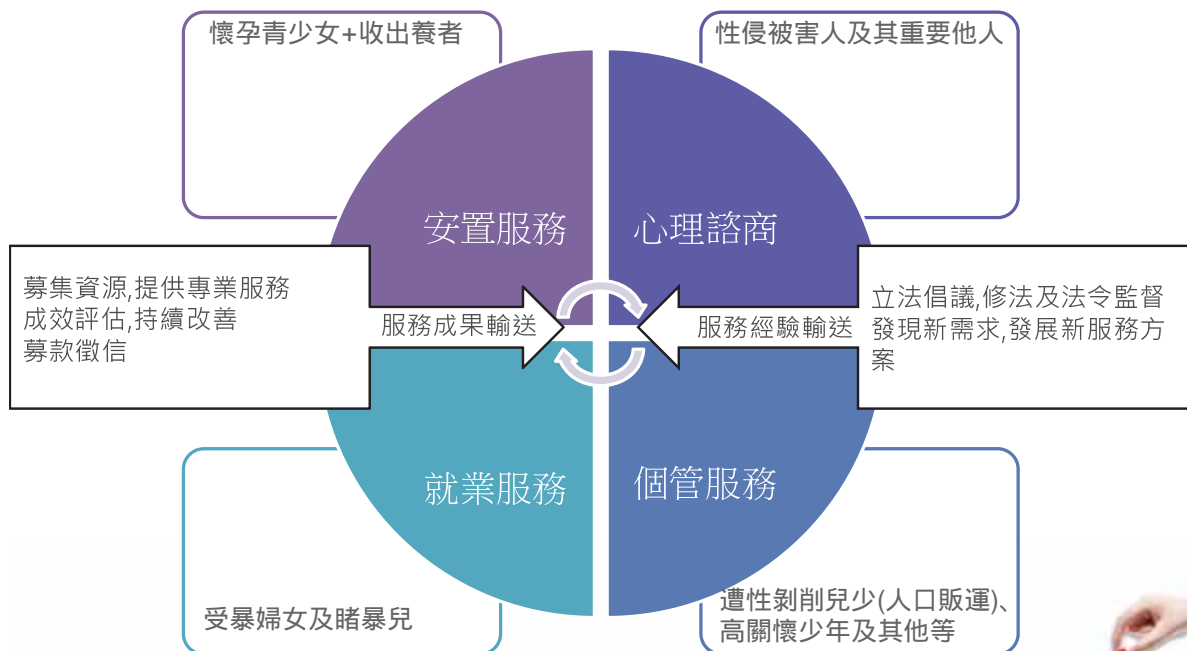 懷孕青少女+收出養者
性侵被害人及其重要他人
安置服務
心理諮商
募集資源,提供專業服務
成效評估,持續改善
募款徵信
服務成果輸送
服務經驗輸送
立法倡議,修法及法令監督
發現新需求,發展新服務方
案
就業服務
個管服務
受暴婦女及睹暴兒
遭性剝削兒少(人口販運)、
高關懷少年及其他等